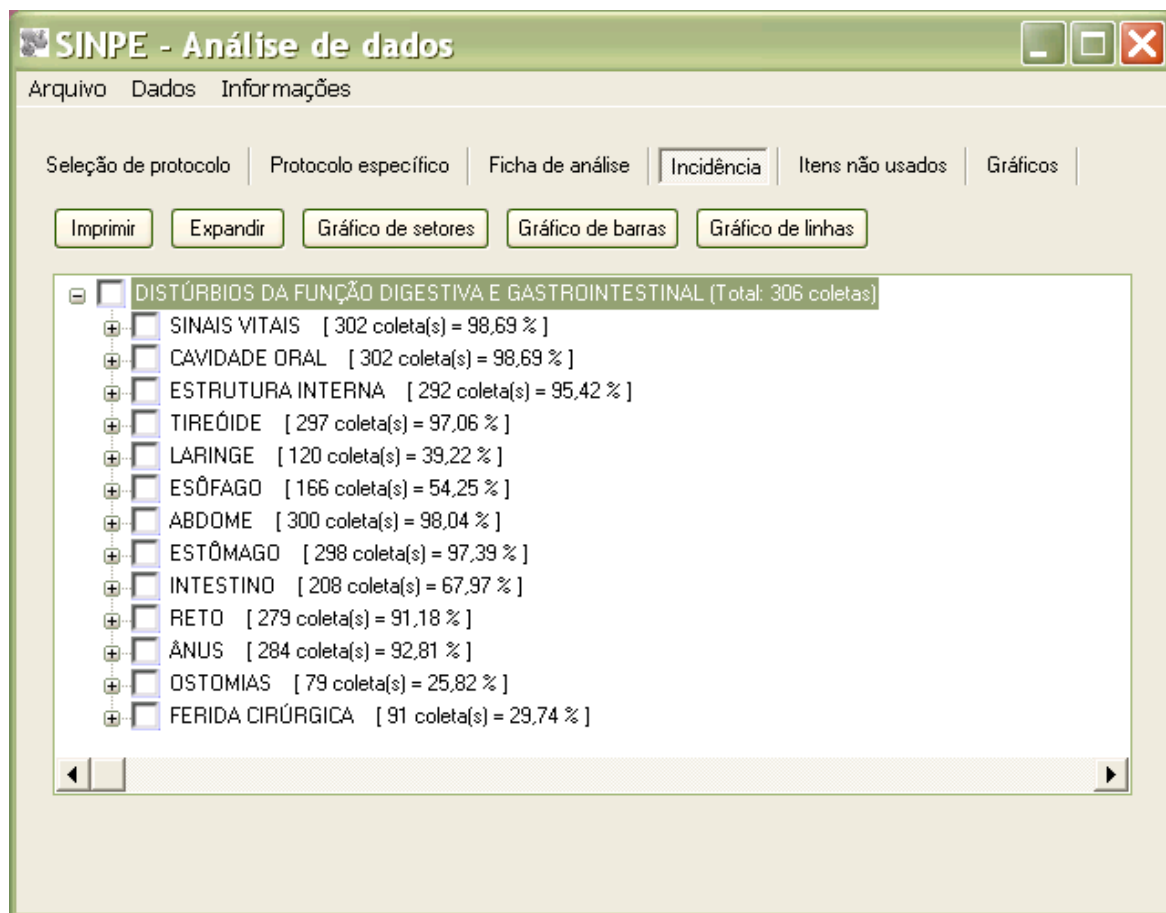 SINPE - Análise de dados
Arquivo Dados Informações
Seleção de protocolo Protocolo específico Ficha de análise Incidência Itens não usados Gráficos
Imprimir Expandir Gráfico de setores Gráfico de barras Gráfico de linhas
DISTÚRBIOS DA FUNÇÃO DIGESTIVA E GASTROINTESTINAL (Total: 306 coletas)
SINAIS VITAIS [ 302 coleta(s) = 98,69 % ]
CAVIDADE ORAL [ 302 coleta(s) = 98,69 % ]
ESTRUTURA INTERNA [ 292 coleta(s) = 95,42 % ]
TIREÓIDE [ 297 coleta(s) = 97,06 % ]
LARINGE [ 120 coleta(s) = 39,22 % ]
ESÔFAGO [ 166 coleta(s) = 54,25 % ]
ABDOME [ 300 coleta(s) = 98,04 % ]
ESTÔMAGO [ 298 coleta(s) = 97,39 % ]
INTESTINO [ 208 coleta(s) = 67,97 % ]
RETO [ 279 coleta(s) = 91,18 % ]
ÂNUS [ 284 coleta(s) = 92,81 % ]
OSTOMIAS [ 79 coleta(s) = 25,82 % ]
FERIDA CIRÚRGICA [ 91 coleta(s) = 29,74 % ]